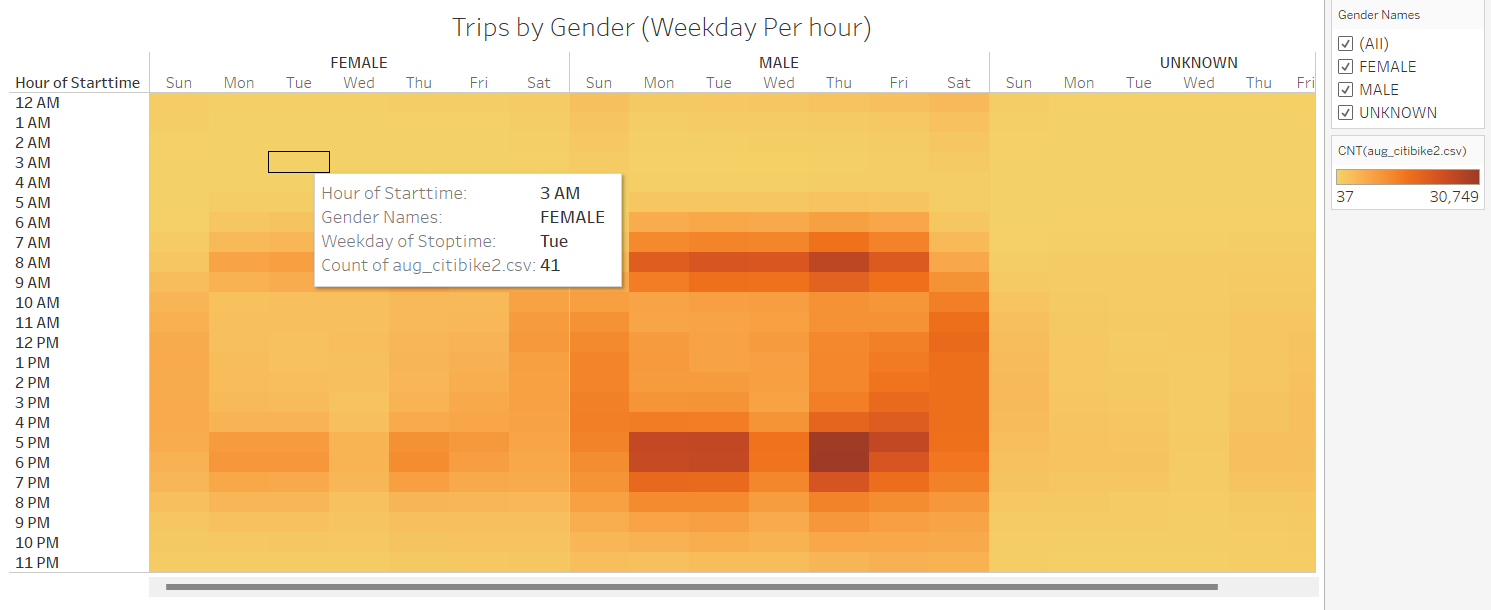 Trips by Gender (Weekday Per hour)
FEMALE MALE UNKNOWN
Hour of Starttime Sun Mon Tue Wed Thu Fri Sat Sun Mon Tue Wed Thu Fri Sat Sun Mon Tue Wed Thu Fri
12 AM
1 AM
2 AM
3 AM
4 AM
5 AM
6 AM
7 AM
8 AM
9 AM
10 AM
11 AM
12 PM
1 PM
2 PM
3 PM
4 PM
5 PM
6 PM
7 PM
8 PM
9 PM
10 PM
11 PM
Hour of Starttime: 3 AM
Gender Names: FEMALE
Weekday of Stoptime: Tue
Count of aug_citibike2.csv: 41
Gender Names
(All)
FEMALE
MALE
UNKNOWN
CNT(aug_citibike2.csv)
37 30,749